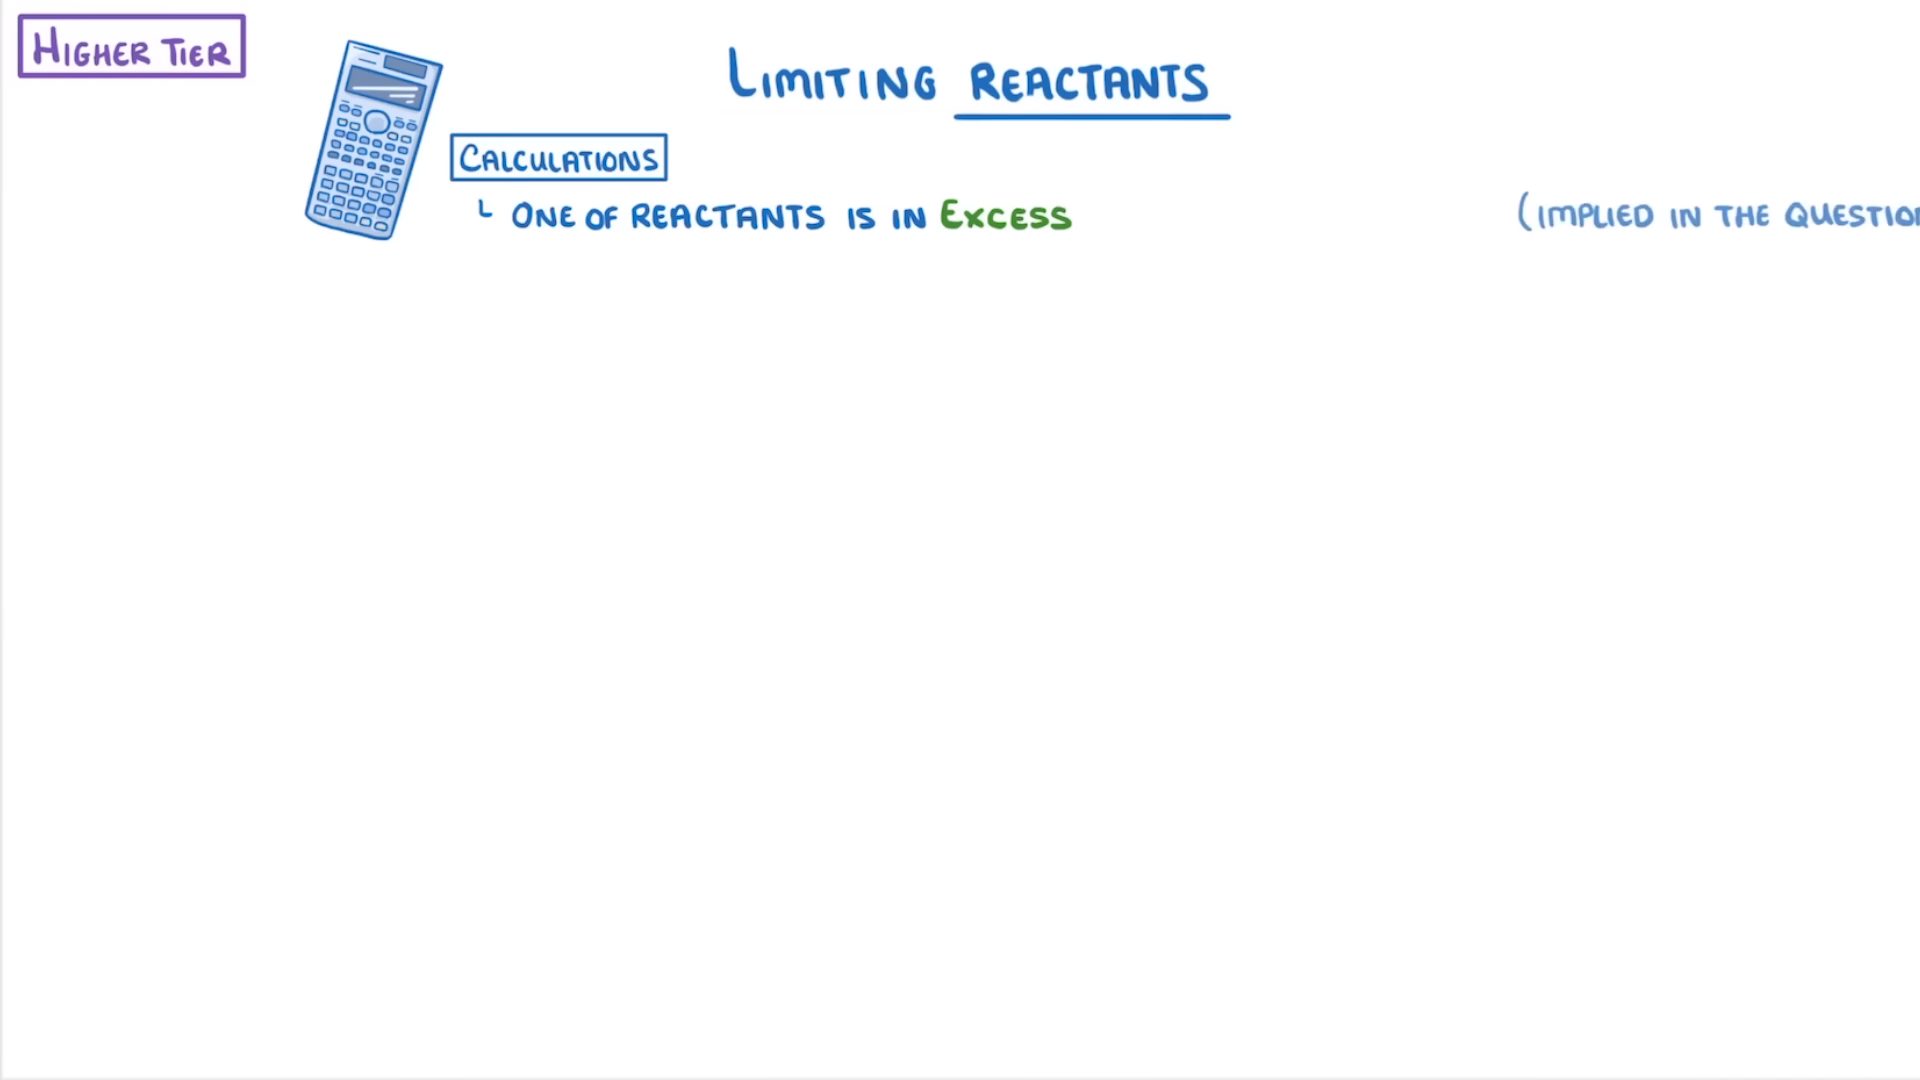 HIGHER TIER
LIMITING REACTANTS
CALCULATIONS
ONE OF REACTANTS IS IN EXCESS
(IMPLIED IN THE